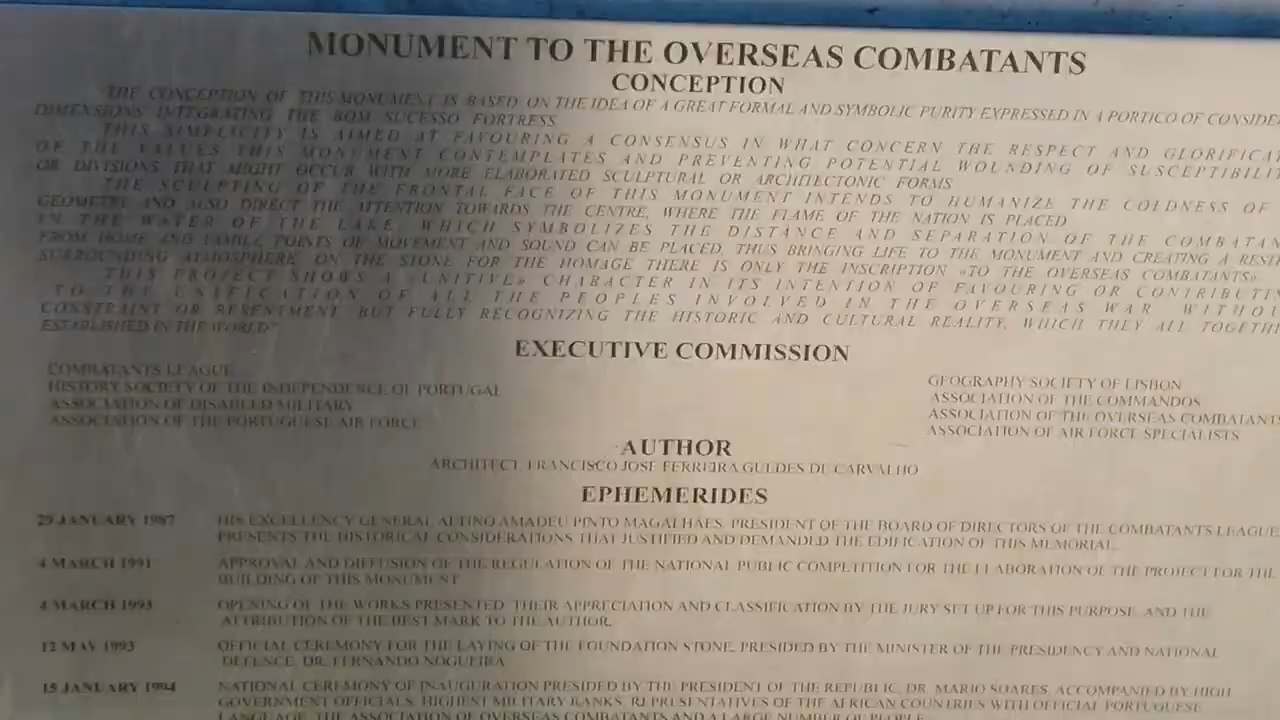 MONUMENT TO THE OVERSEAS COMBATANTS
CONCEPTION
"THE CONCEPTION OF THIS MONUMENT IS BASED ON THE IDEA OF A GREAT FORMAL AND SYMBOLIC PURITY EXPRESSED IN A PORTICO OF
DIMENSIONS INTEGRATING THE BOM SUCESSO FORTRESS
THIS SIMPLICITY IS AIMED AT FAVOURING A CONSENSUS IN WHAT CONCERN THE RESPECT AND
OF THE VALUES THIS MONUMENT CONTEMPLATES AND PREVENTING POTENTIAL WOUNDING OF
OR DIVISIONS THAT MIGHT OCCUR WITH MORE ELABORATED SCULPTURAL OR ARCHITECTONIC FORMS
THE SCULPTING OF THE FRONTAL FACE OF THIS MONUMENT INTENDS TO HUMANIZE THE COLDNESS OF
GEOMETRY AND ALSO DIRECT THE ATTENTION TOWARDS THE CENTRE, WHERE THE FLAME OF THE NATION IS PLACED
IN THE WATER OF THE LAKE, WHICH SYMBOLIZES THE DISTANCE AND SEPARATION OF THE
FROM HOME AND FAMILY, POINTS OF MOVEMENT AND SOUND CAN BE PLACED, THUS BRINGING LIFE TO THE MONUMENT AND CREATING A
SURROUNDING ATMOSPHERE ON THE STONE FOR THE HOMAGE THERE IS ONLY THE INSCRIPTION «TO THE OVERSEAS COMBATANTS».
THIS PROJECT SHOWS A «UNITIVE» CHARACTER IN ITS INTENTION OF FAVOURING OR
TO THE UNIFICATION OF ALL THE PEOPLES INVOLVED IN THE OVERSEAS WAR
CONSTRAINT OR RESENTMENT, BUT FULLY RECOGNIZING THE HISTORIC AND CULTURAL REALITY, WHICH THEY ALL
ESTABLISHED IN THE WORLD"
EXECUTIVE COMMISSION
COMBATANTS LEAGUE
HISTORY SOCIETY OF THE INDEPENDENCE OF PORTUGAL
ASSOCIATION OF DISABLED MILITARY
ASSOCIATION OF THE PORTUGUESE AIR FORCE
GEOGRAPHY SOCIETY OF LISBON
ASSOCIATION OF THE COMMANDOS
ASSOCIATION OF THE OVERSEAS COMBATANTS
ASSOCIATION OF AIR FORCE SPECIALISTS
AUTHOR
ARCHITECT FRANCISCO JOSÉ FERREIRA GUEDES DE CARVALHO
EPHEMERIDES
29 JANUARY 1987 HIS EXCELLENCY GENERAL ALTINO AMADEU PINTO MAGALHAES, PRESIDENT OF THE BOARD OF DIRECTORS OF THE COMBATANTS LEAGUE
PRESENTS THE HISTORICAL CONSIDERATIONS THAT JUSTIFIED AND DEMANDED THE EDIFICATION OF THIS MEMORIAL.
4 MARCH 1991 APPROVAL AND DIFFUSION OF THE REGULATION OF THE NATIONAL PUBLIC COMPETITION FOR THE ELABORATION OF THE PROJECT FOR THE
BUILDING OF THIS MONUMENT
4 MARCH 1993 OPENING OF THE WORKS PRESENTED THEIR APPRECIATION AND CLASSIFICATION BY THE JURY SET UP FOR THIS PURPOSE AND THE
ATTRIBUTION OF THE BEST MARK TO THE AUTHOR.
12 MAY 1993 OFFICIAL CEREMONY FOR THE LAYING OF THE FOUNDATION STONE, PRESIDED BY THE MINISTER OF THE PRESIDENCY AND NATIONAL
DEFENCE, DR. FERNANDO NOGUEIRA
15 JANUARY 1994 NATIONAL CEREMONY OF INAUGURATION PRESIDED BY THE PRESIDENT OF THE REPUBLIC, DR. MARIO SOARES, ACCOMPANIED BY HIGH
GOVERNMENT OFFICIALS, HIGHEST MILITARY RANKS, REPRESENTATIVES OF THE AFRICAN COUNTRIES WITH OFFICIAL PORTUGUESE
LANGUAGE, THE ASSOCIATION OF OVERSEAS COMBATANTS AND A LARGE NUMBER OF PEOPLE